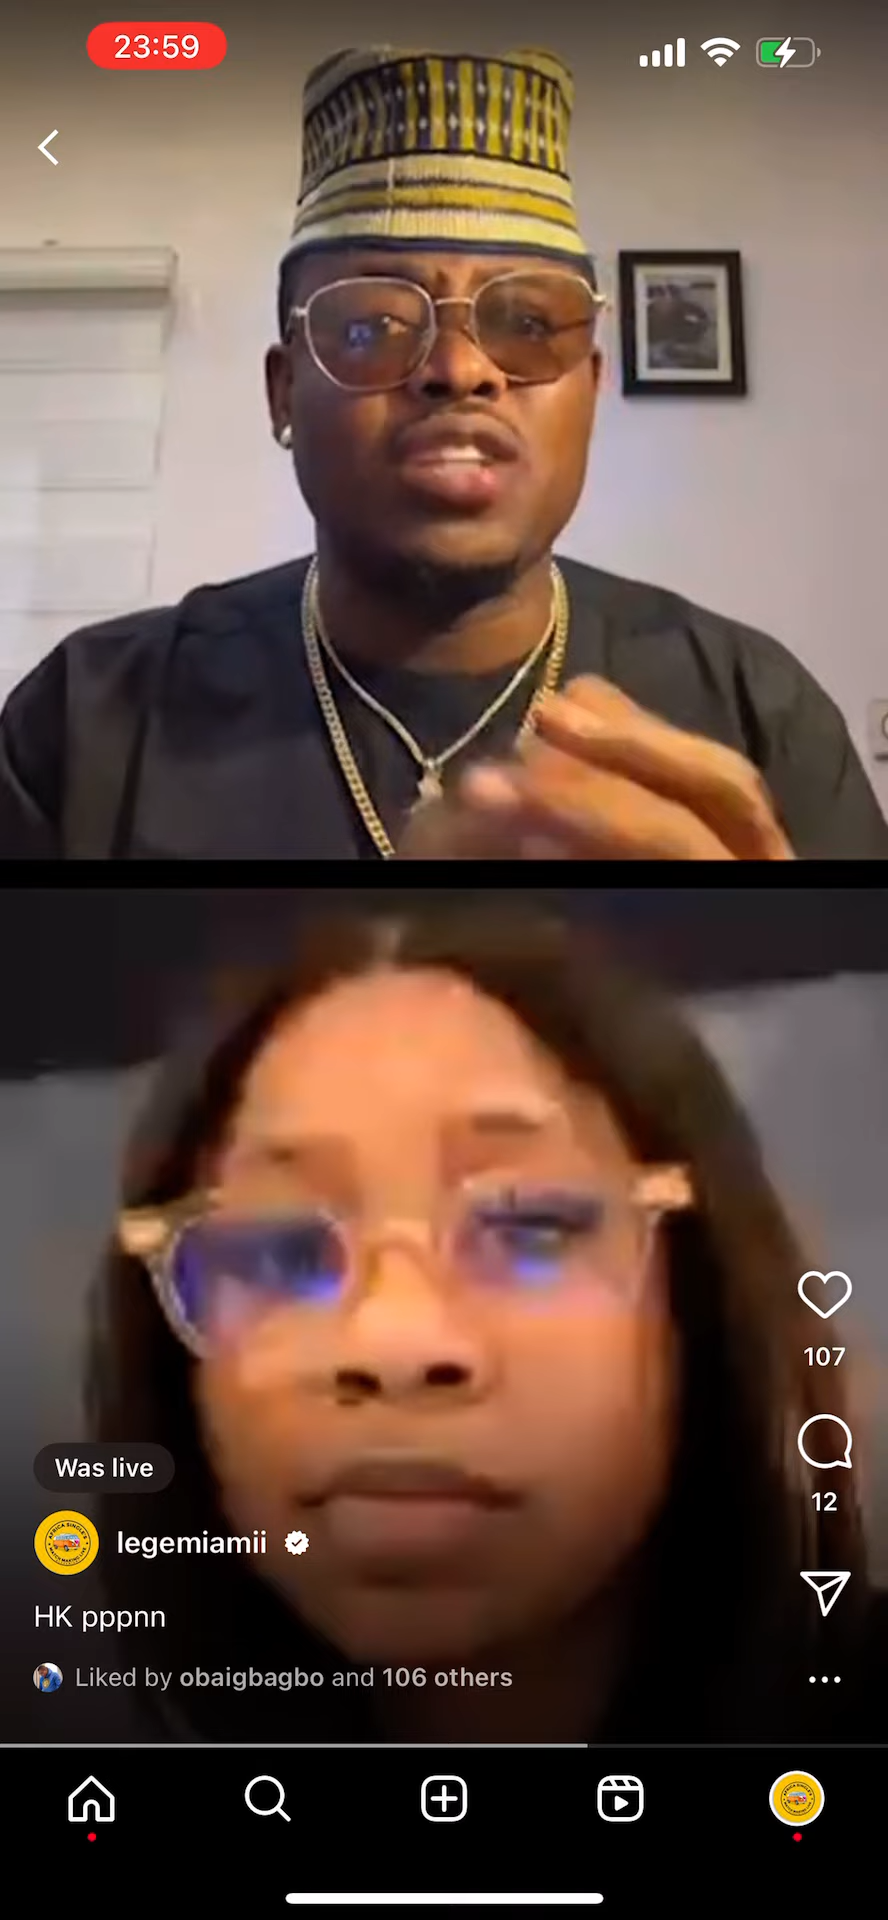 23:59
107
Was live
12
legemiamii
HK pppnn
Liked by obaigbagbo and 106 others